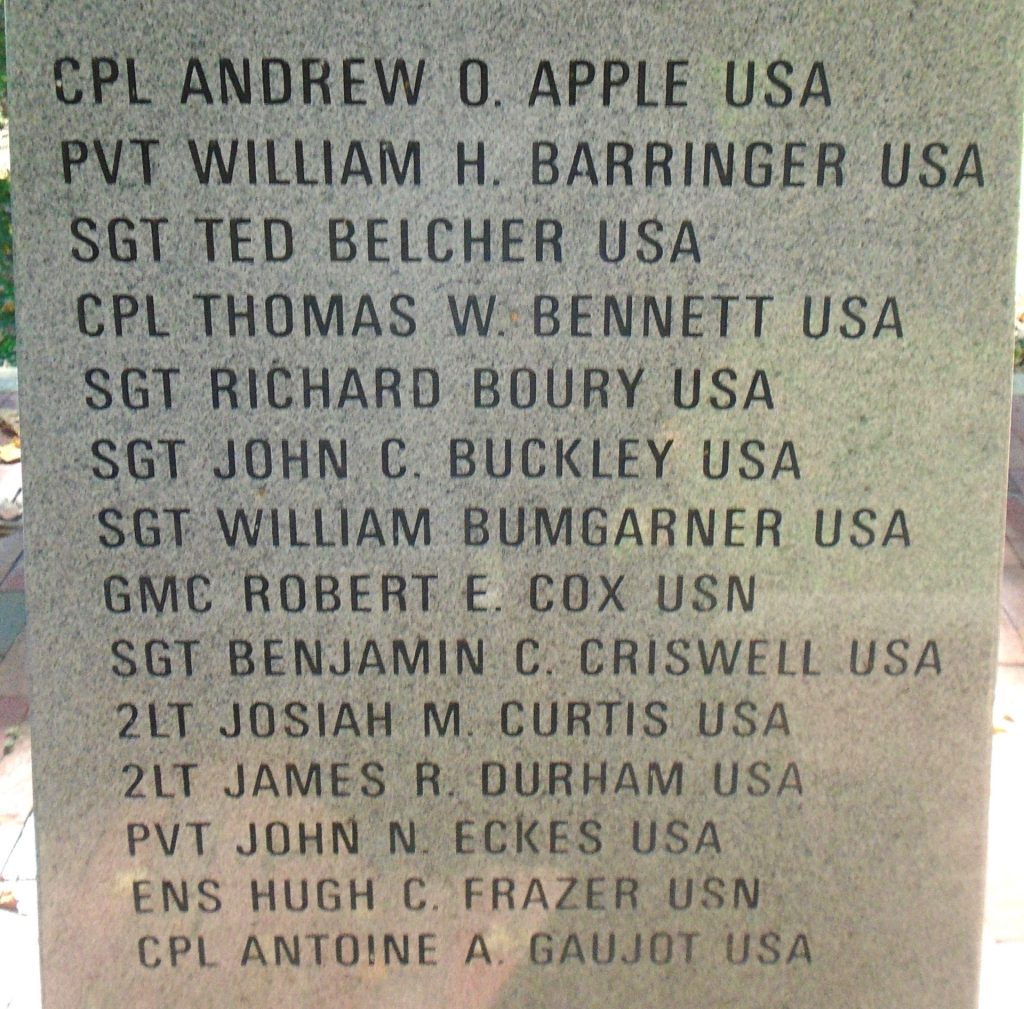 CPL ANDREW O. APPLE USA
PVT WILLIAM H. BARRINGER USA
SGT TED BELCHER USA
CPL THOMAS W. BENNETT USA
SGT RICHARD BOURY USA
SGT JOHN C. BUCKLEY USA
SGT WILLIAM BUMGARNER USA
GMC ROBERT E. COX USN
SGT BENJAMIN C. CRISWELL USA
2LT JOSIAH M. CURTIS USA
2LT JAMES R. DURHAM USA
PVT JOHN N. ECKES USA
ENS HUGH C. FRAZER USN
CPL ANTOINE A. GAUJOT USA